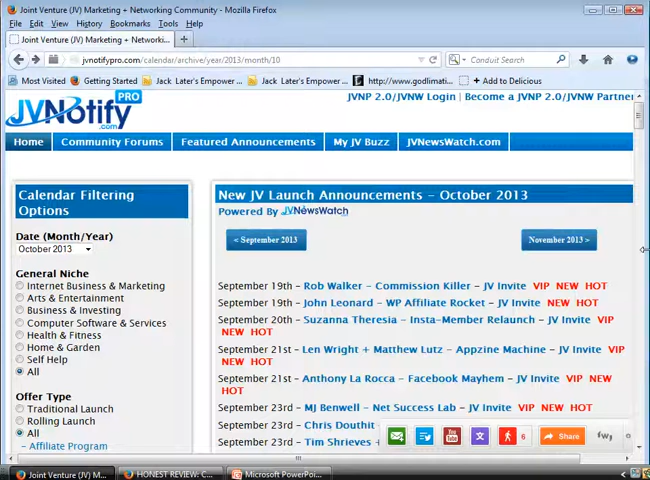 Joint Venture (JV) Marketing + Networking Community - Mozilla Firefox
File Edit View History Bookmarks Tools Help
Joint Venture (JV) Marketing + Networki...
jvnotifypro.com/calendar/archive/year/2013/month/10
Conduit Search
Most Visited Getting Started Jack Later's Empower ... Jack Later's Empower... http://www.godlimati... + Add to Delicious
JVNotify PRO .com
JVNP 2.0/JVNW Login | Become a JVNP 2.0/JVNW Partner
Home Community Forums Featured Announcements My JV Buzz JVNewsWatch.com
Calendar Filtering
Options
Date (Month/Year)
October 2013
General Niche
Internet Business & Marketing
Arts & Entertainment
Business & Investing
Computer Software & Services
Health & Fitness
Home & Garden
Self Help
All
Offer Type
Traditional Launch
Rolling Launch
All
- Affiliate Program
New JV Launch Announcements - October 2013
Powered By JVNewsWatch
< September 2013 November 2013 >
September 19th - Rob Walker - Commission Killer - JV Invite VIP NEW HOT
September 19th - John Leonard - WP Affiliate Rocket - JV Invite NEW HOT
September 20th - Suzanna Theresia - Insta-Member Relaunch - JV Invite VIP
NEW HOT
September 21st - Len Wright + Matthew Lutz - Appzine Machine - JV Invite VIP
NEW HOT
September 21st - Anthony La Rocca - Facebook Mayhem - JV Invite VIP NEW
HOT
September 23rd - MJ Benwell - Net Success Lab - JV Invite VIP NEW HOT
September 23rd - Chris Douthit
September 23rd - Tim Shrieves +
You Tube 6 Share
Joint Venture (JV) M... HONEST REVIEW: C... Microsoft PowerPoi...